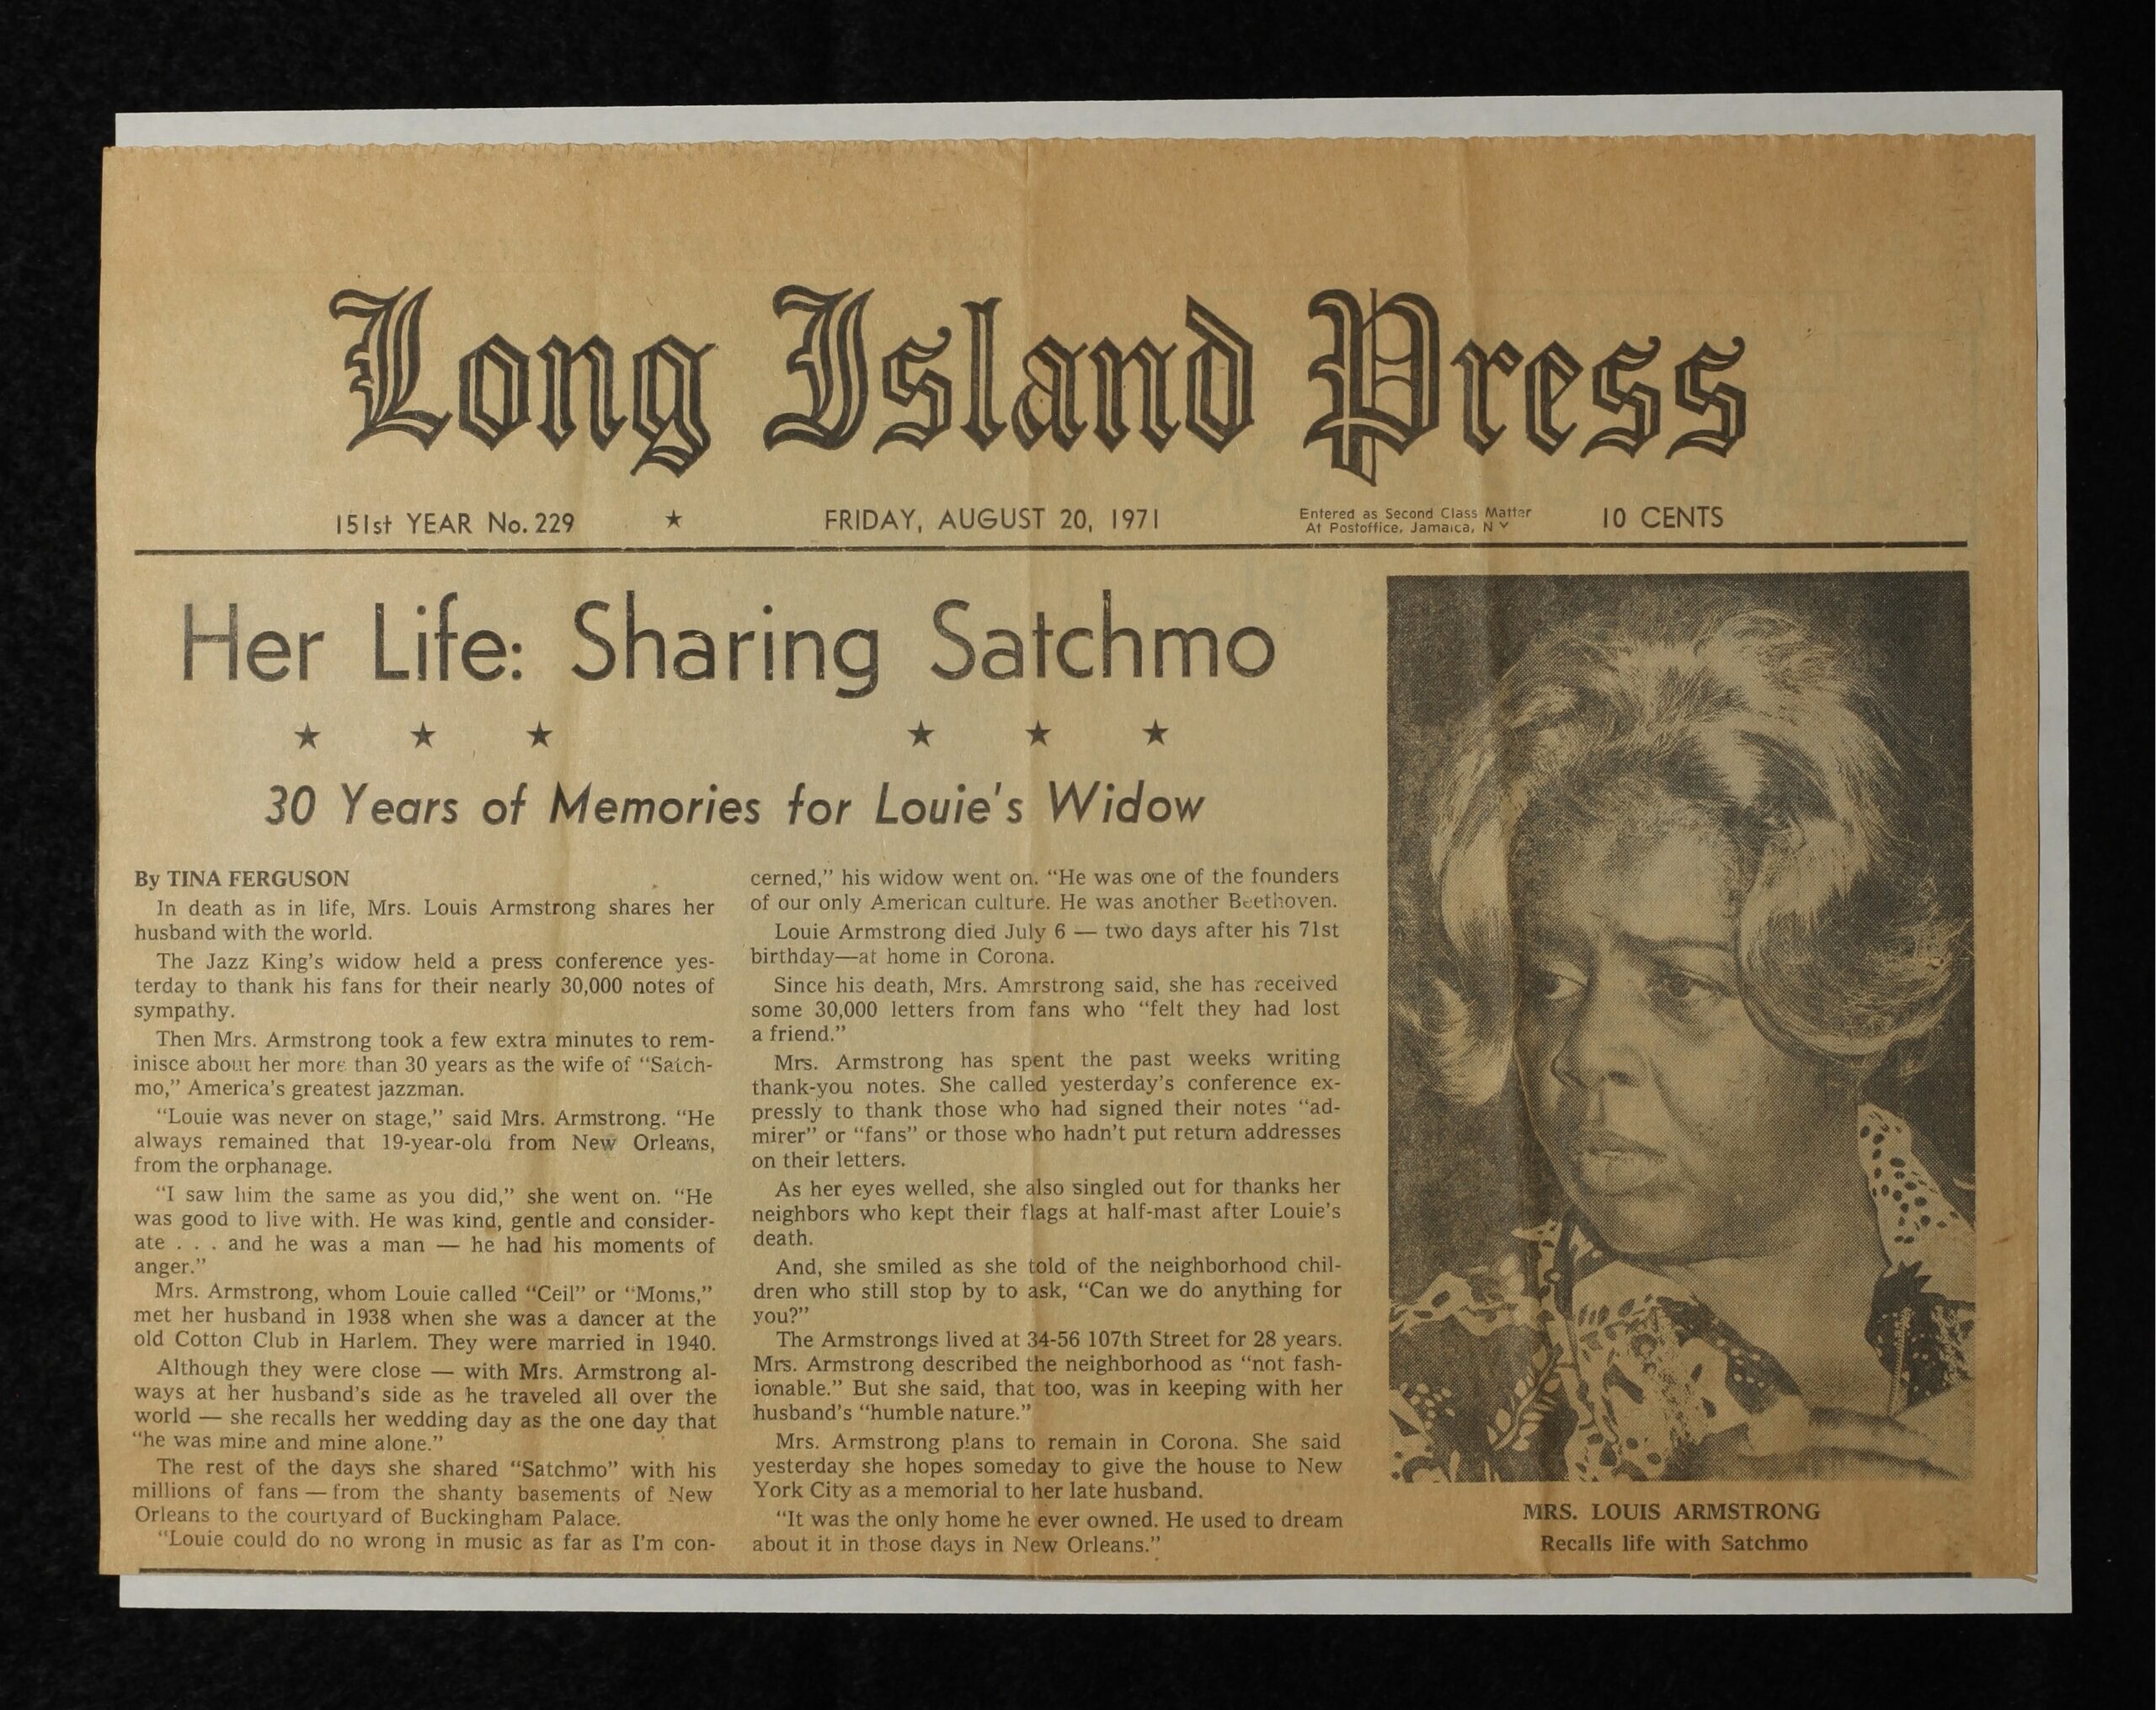 Long Island Press
151st YEAR No. 229 ★ FRIDAY, AUGUST 20, 1971 Entered as Second Class Matter At Postoffice, Jamaica, N Y 10 CENTS
Her Life: Sharing Satchmo
★ ★ ★ ★ ★ ★
30 Years of Memories for Louie's Widow
By TINA FERGUSON
In death as in life, Mrs. Louis Armstrong shares her
husband with the world.
The Jazz King's widow held a press conference yes-
terday to thank his fans for their nearly 30,000 notes of
sympathy.
Then Mrs. Armstrong took a few extra minutes to rem-
inisce about her more than 30 years as the wife of "Satch-
mo," America's greatest jazzman.
"Louie was never on stage," said Mrs. Armstrong. "He
always remained that 19-year-old from New Orleans,
from the orphanage.
"I saw him the same as you did," she went on. "He
was good to live with. He was kind, gentle and consider-
ate . . . and he was a man — he had his moments of
anger."
Mrs. Armstrong, whom Louie called "Ceil" or "Moms,"
met her husband in 1938 when she was a dancer at the
old Cotton Club in Harlem. They were married in 1940.
Although they were close — with Mrs. Armstrong al-
ways at her husband's side as he traveled all over the
world — she recalls her wedding day as the one day that
"he was mine and mine alone."
The rest of the days she shared "Satchmo" with his
millions of fans — from the shanty basements of New
Orleans to the courtyard of Buckingham Palace.
"Louie could do no wrong in music as far as I'm con-
cerned," his widow went on. "He was one of the founders
of our only American culture. He was another Beethoven.
Louie Armstrong died July 6 — two days after his 71st
birthday—at home in Corona.
Since his death, Mrs. Amrstrong said, she has received
some 30,000 letters from fans who "felt they had lost
a friend."
Mrs. Armstrong has spent the past weeks writing
thank-you notes. She called yesterday's conference ex-
pressly to thank those who had signed their notes "ad-
mirer" or "fans" or those who hadn't put return addresses
on their letters.
As her eyes welled, she also singled out for thanks her
neighbors who kept their flags at half-mast after Louie's
death.
And, she smiled as she told of the neighborhood chil-
dren who still stop by to ask, "Can we do anything for
you?"
The Armstrongs lived at 34-56 107th Street for 28 years.
Mrs. Armstrong described the neighborhood as "not fash-
ionable." But she said, that too, was in keeping with her
husband's "humble nature."
Mrs. Armstrong plans to remain in Corona. She said
yesterday she hopes someday to give the house to New
York City as a memorial to her late husband.
"It was the only home he ever owned. He used to dream
about it in those days in New Orleans."
MRS. LOUIS ARMSTRONG
Recalls life with Satchmo